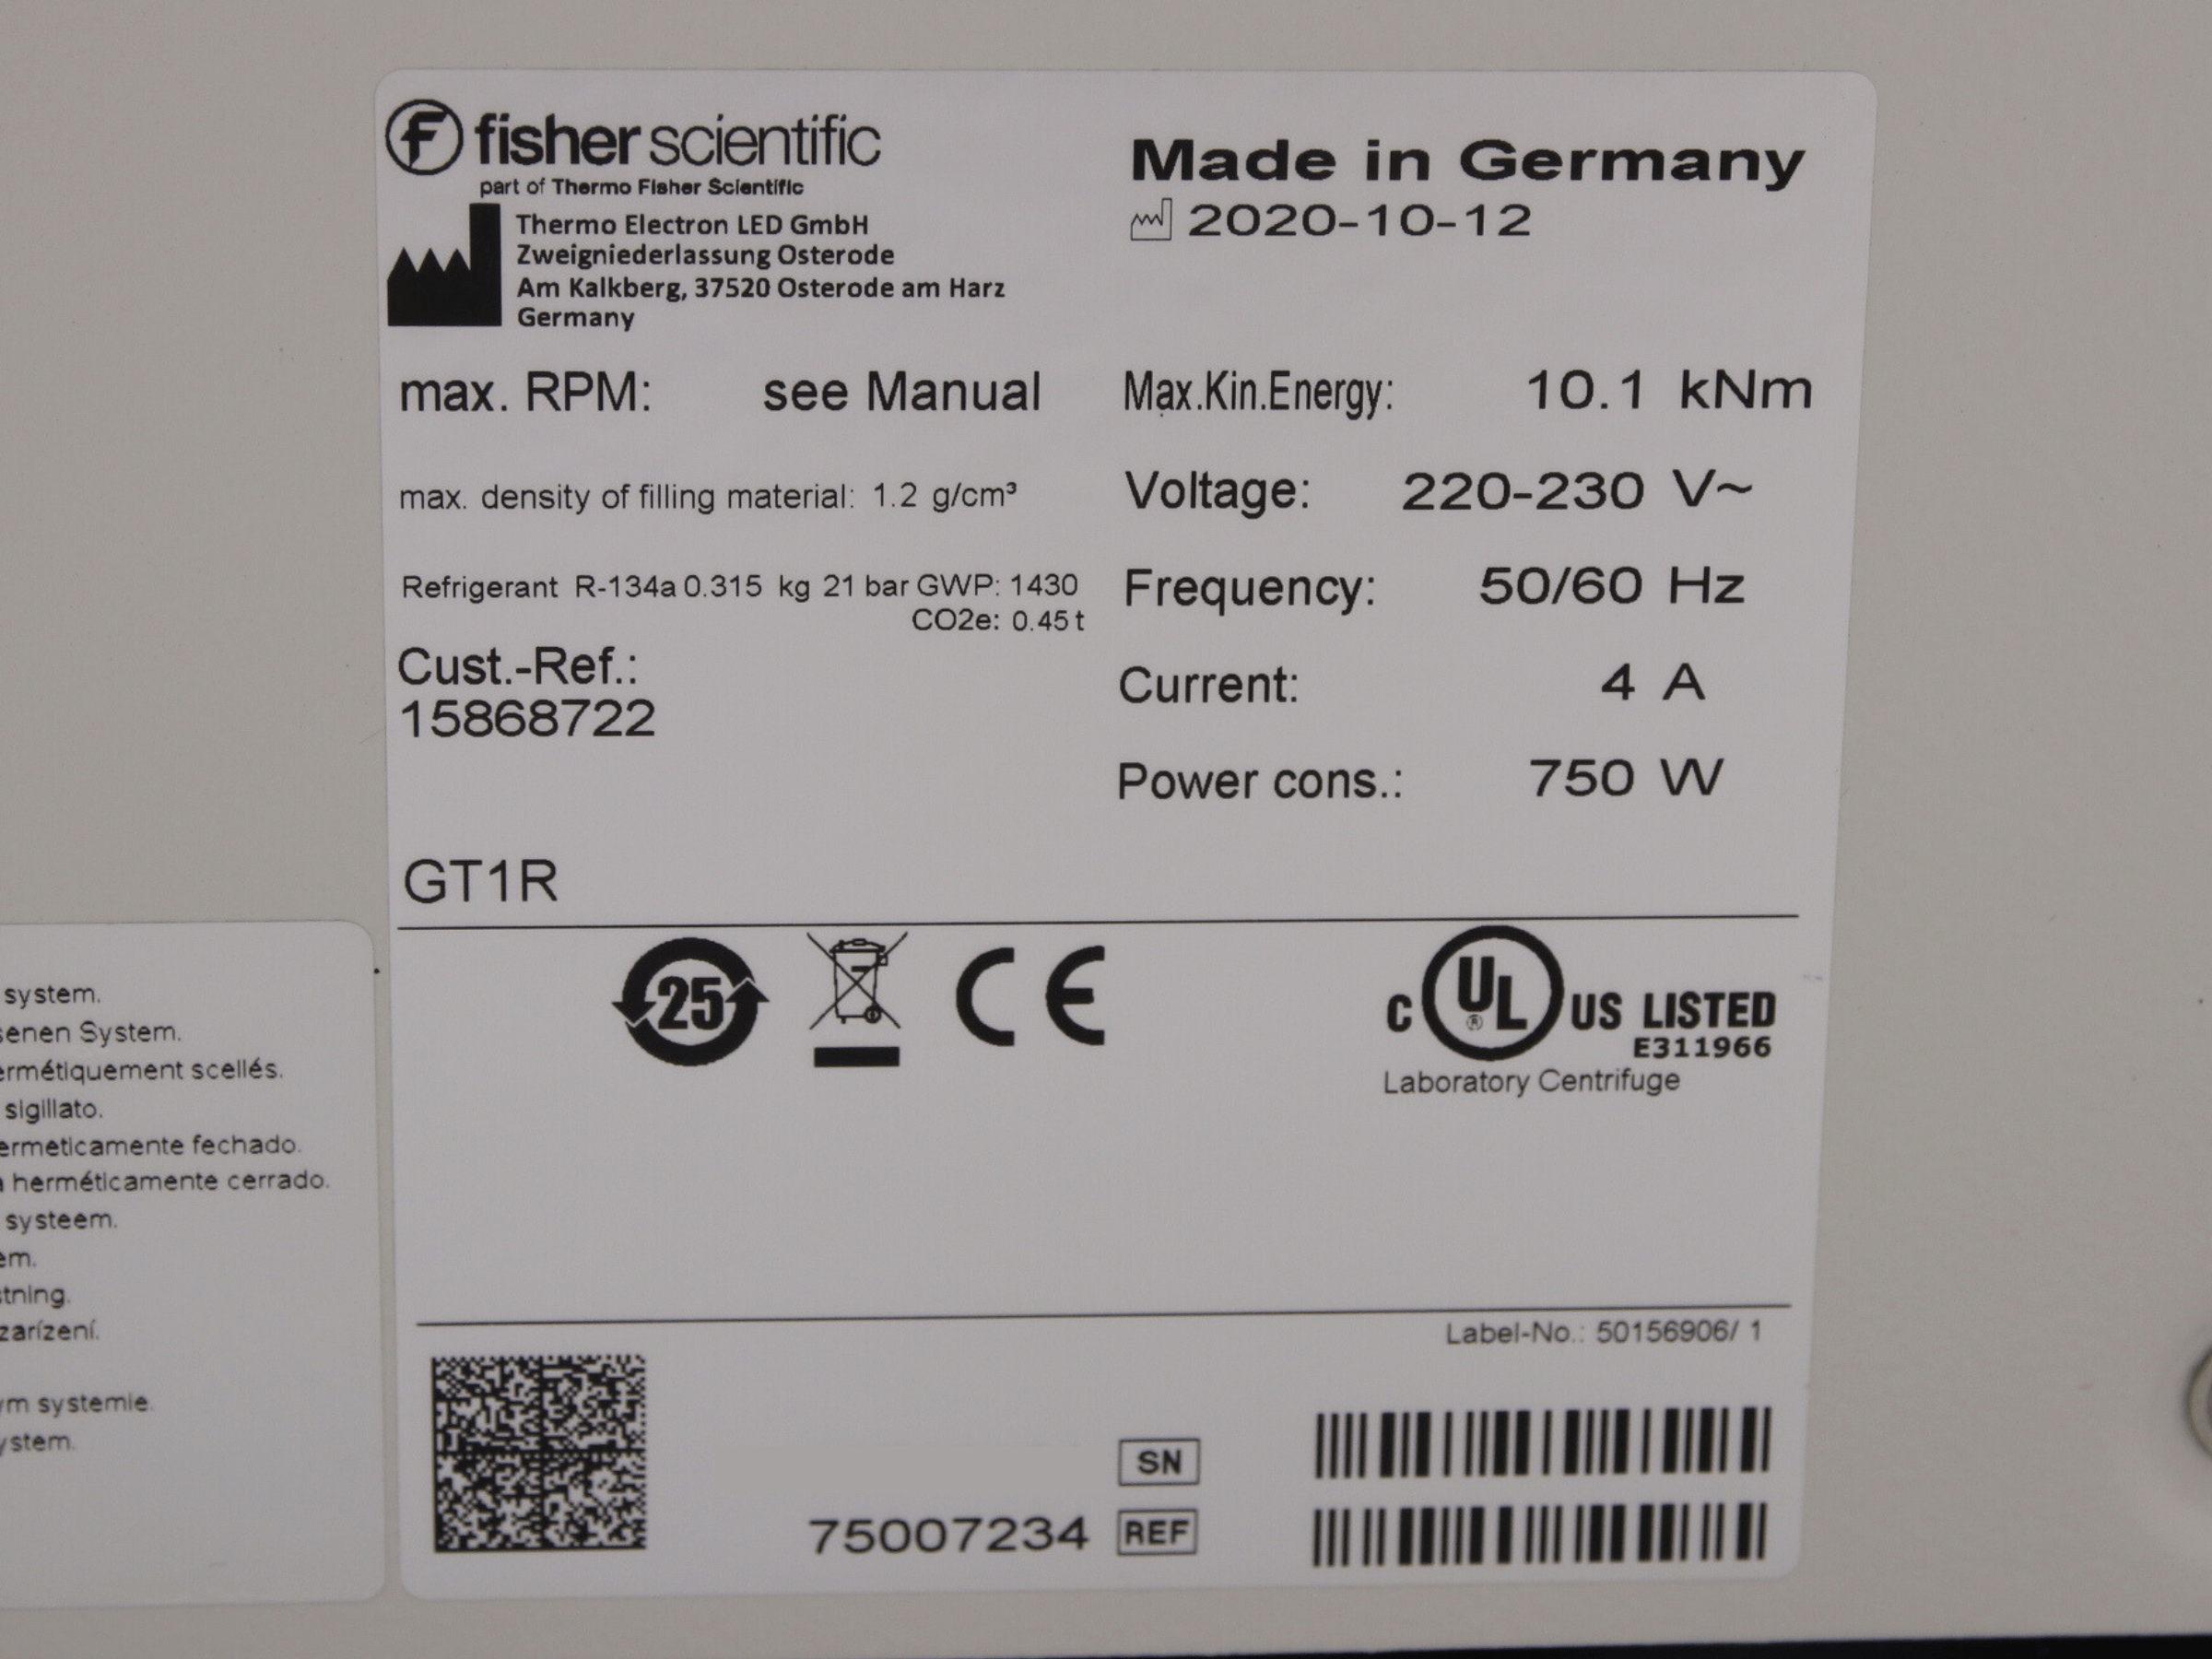 fisher scientific
part of Thermo Fisher Scientific
Thermo Electron LED GmbH
Zweigniederlassung Osterode
Am Kalkberg, 37520 Osterode am Harz
Germany
Made in Germany
2020-10-12
max. RPM: see Manual
max. density of filling material: 1.2 g/cm³
Refrigerant R-134a 0.315 kg 21 bar GWP: 1430
CO2e: 0.45 t
Cust.-Ref.:
15868722
Max.Kin.Energy: 10.1 kNm
Voltage: 220-230 V~
Frequency: 50/60 Hz
Current: 4 A
Power cons.: 750 W
GT1R
25
CE
c UL ® US LISTED
E311966
Laboratory Centrifuge
Label-No.: 50156906/ 1
SN
75007234 REF
system.
senen System.
ermétiquement scellés.
sigillato.
ermeticamente fechado.
a herméticamente cerrado.
systeem.
em.
stning.
zarízení.
ym systemie.
ystem.